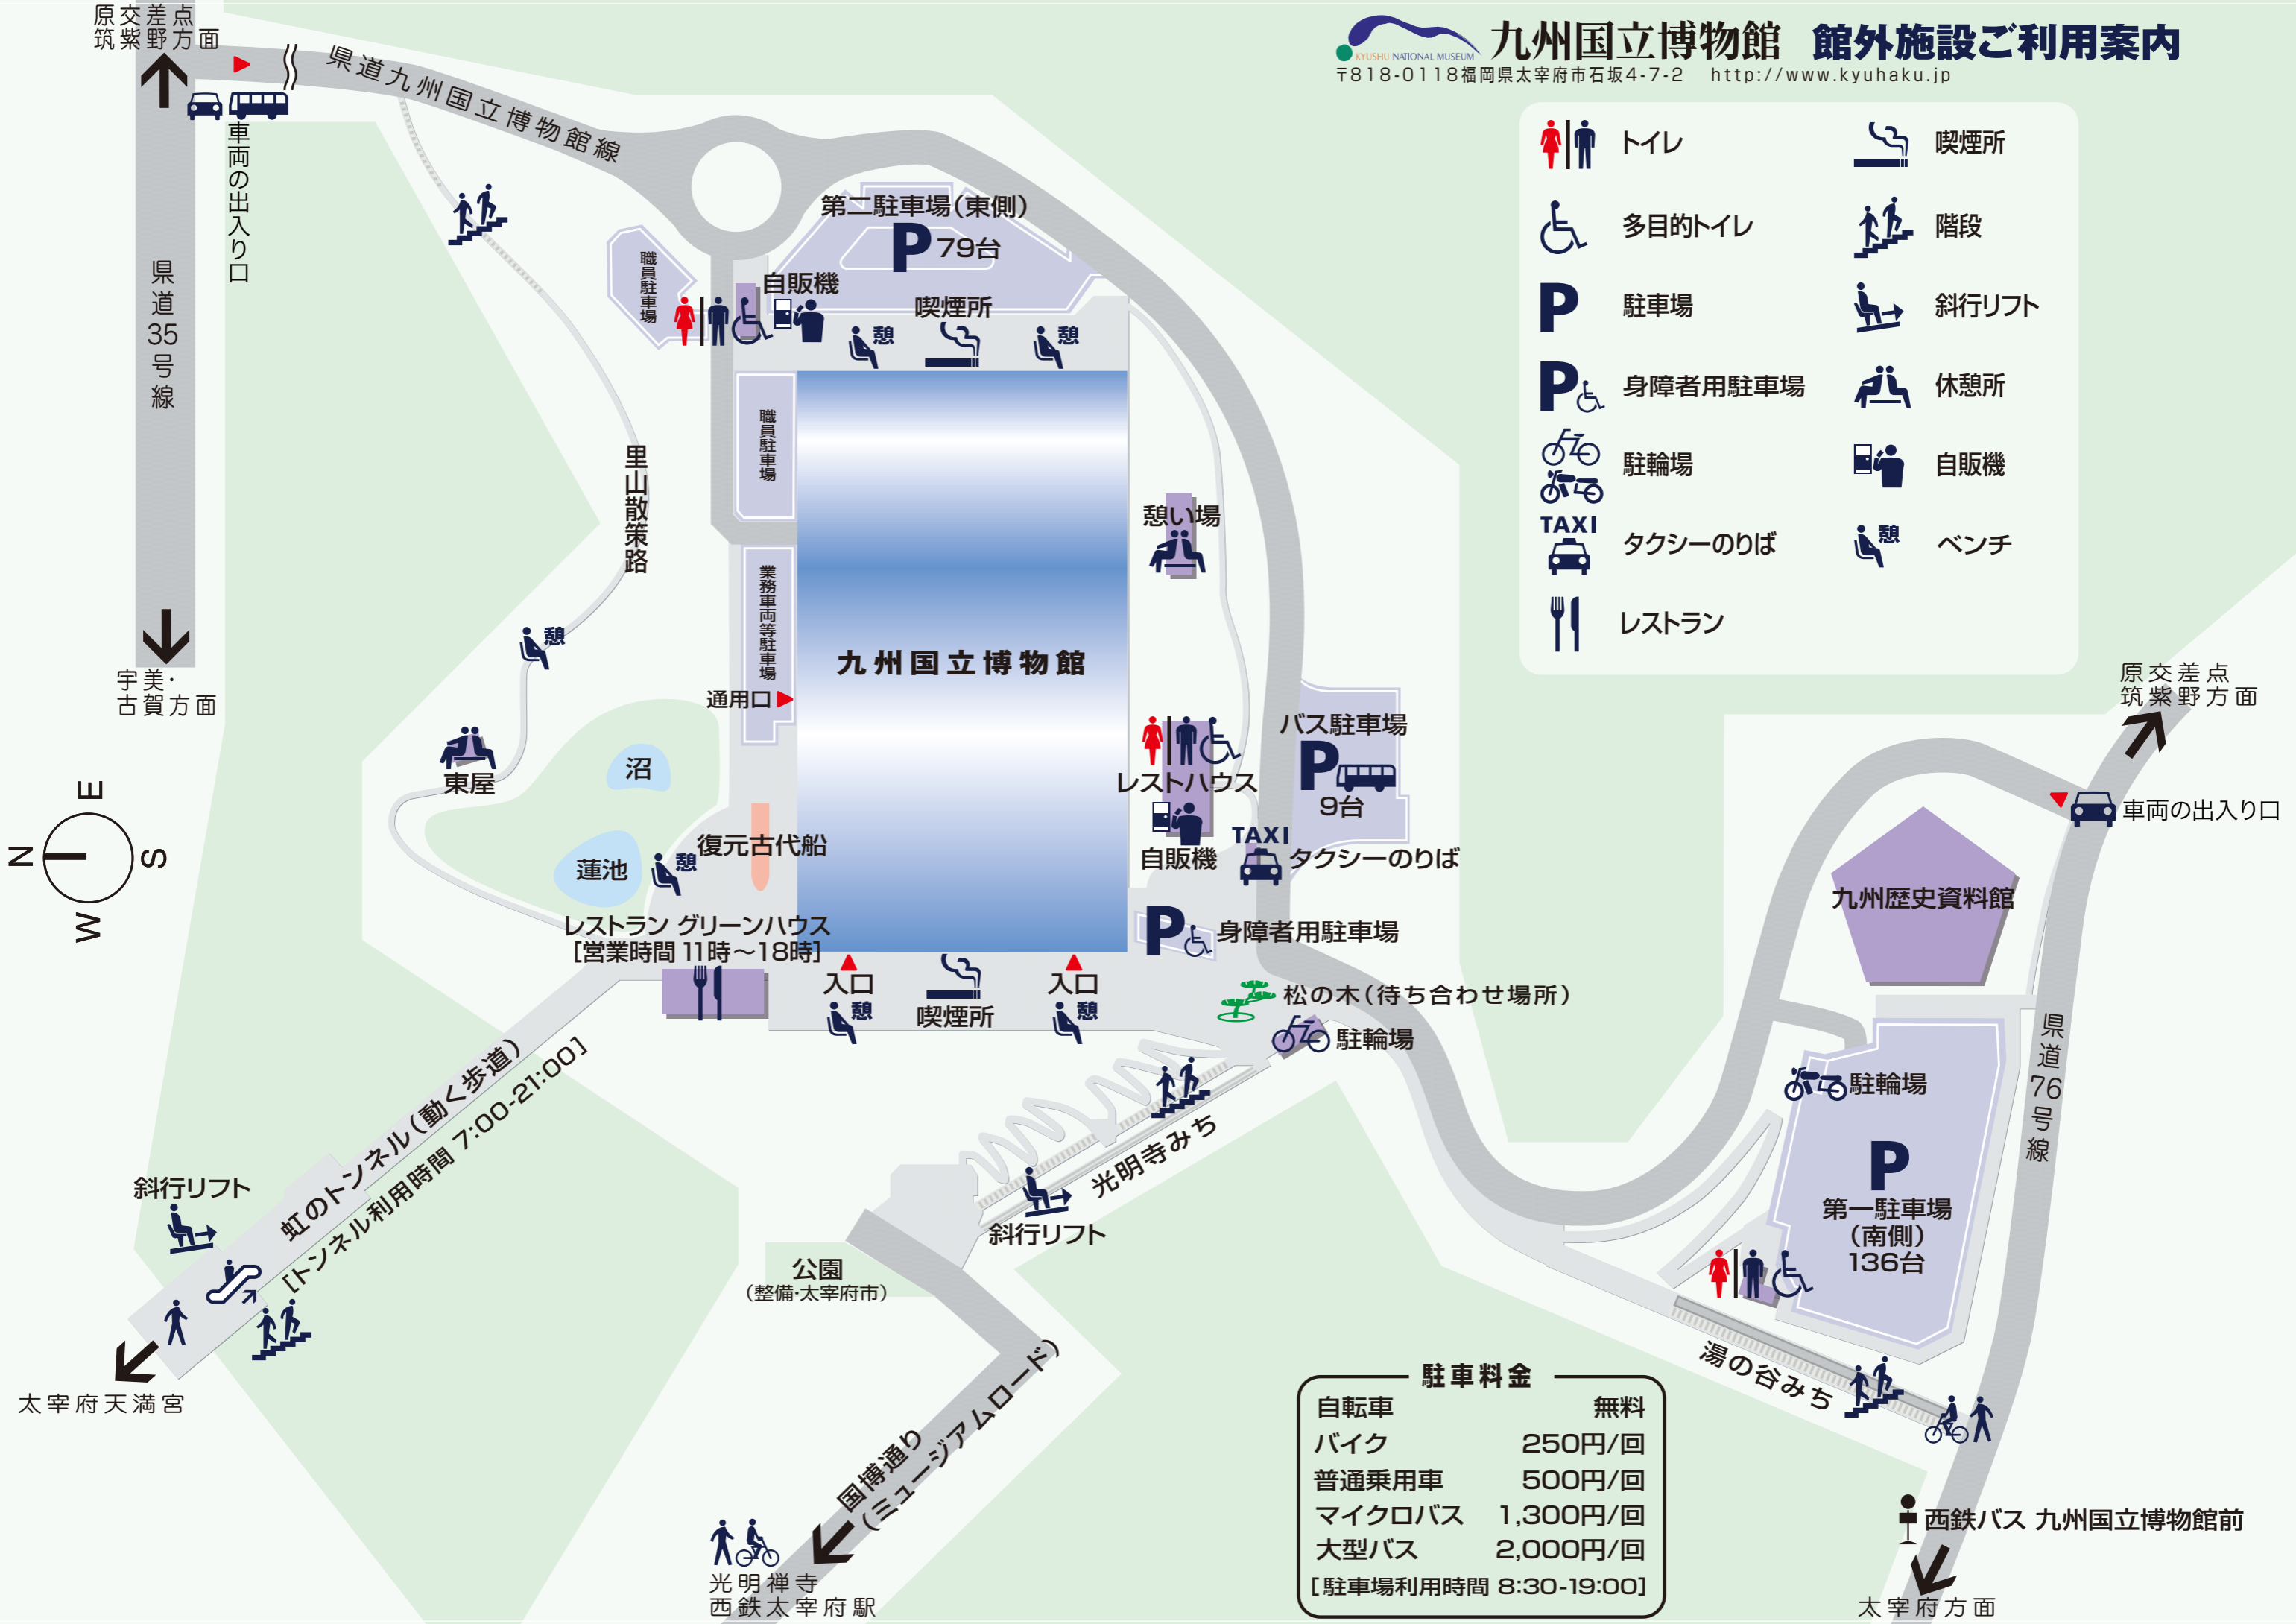 原交差点
筑紫野方面
車両の出入り口
県道九州国立博物館線
県道35号線
宇美・
古賀方面
KYUSHU NATIONAL MUSEUM
九州国立博物館 館外施設ご利用案内
〒818-0118福岡県太宰府市石坂4-7-2 http://www.kyuhaku.jp
トイレ
多目的トイレ
P 駐車場
P 身障者用駐車場
駐輪場
TAXI
タクシーのりば
レストラン
喫煙所
階段
斜行リフト
休憩所
自販機
憩 ベンチ
第二駐車場(東側)
P 79台
職員駐車場
自販機
喫煙所
憩
憩
職員駐車場
里山散策路
憩
業務車両等駐車場
通用口
九州国立博物館
憩い場
東屋
沼
蓮池
憩
復元古代船
レストハウス
自販機
バス駐車場
P
9台
TAXI
タクシーのりば
P 身障者用駐車場
レストラン グリーンハウス
[営業時間 11時～18時]
入口
憩
喫煙所
入口
憩
松の木(待ち合わせ場所)
駐輪場
E
N
S
W
虹のトンネル(動く歩道)
[トンネル利用時間 7:00-21:00]
斜行リフト
太宰府天満宮
光明寺みち
斜行リフト
公園
(整備・太宰府市)
国博通り
(ミュージアムロード)
光明禅寺
西鉄太宰府駅
原交差点
筑紫野方面
車両の出入り口
九州歴史資料館
県道76号線
駐輪場
P
第一駐車場
(南側)
136台
湯の谷みち
西鉄バス 九州国立博物館前
太宰府方面
駐車料金
自転車 無料
バイク 250円/回
普通乗用車 500円/回
マイクロバス 1,300円/回
大型バス 2,000円/回
[駐車場利用時間 8:30-19:00]